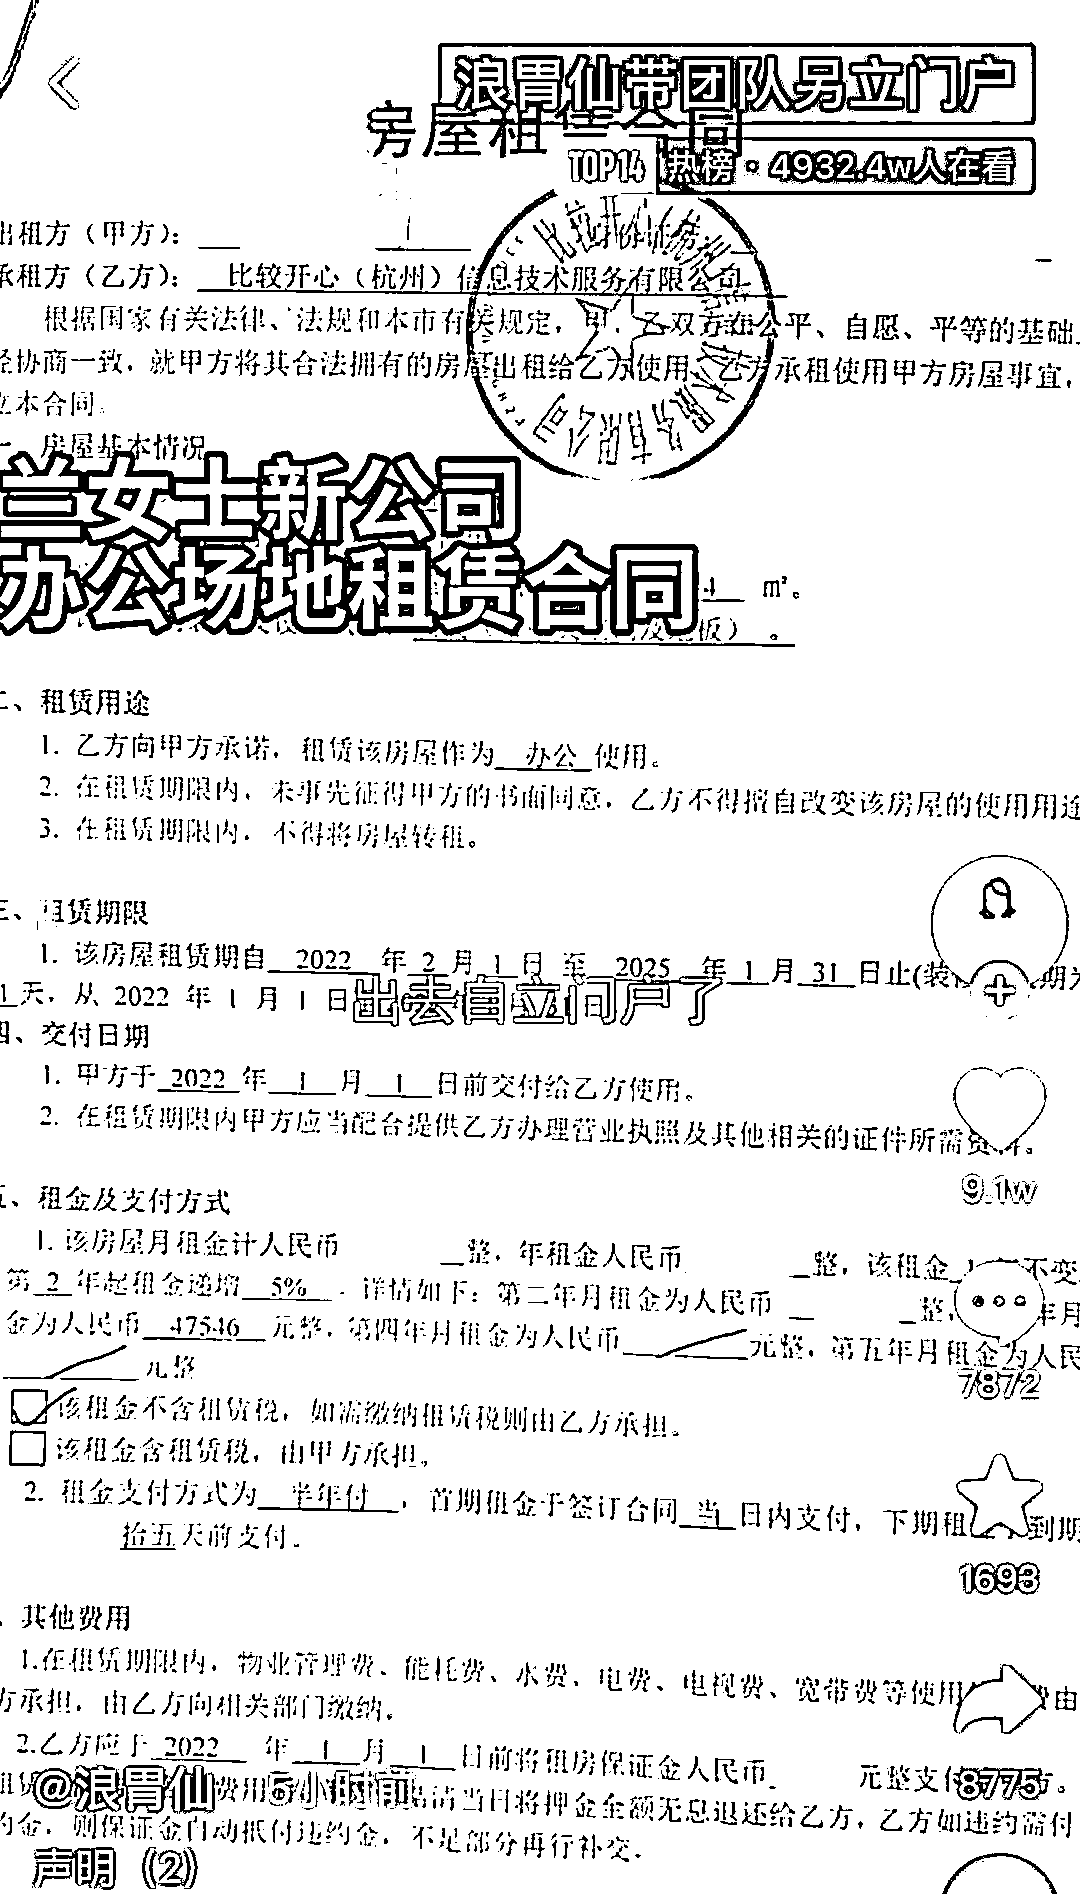 浪胃仙带团队另立门户
房屋租赁合同
TOP14 热榜·4932.4w人在看
出租方（甲方）：
承租方（乙方）： 比较开心（杭州）信息技术服务有限公司
根据国家有关法律、法规和本市有关规定，甲、乙双方在公平、自愿、平等的基础上
经协商一致，就甲方将其合法拥有的房屋出租给乙方使用、乙方承租使用甲方房屋事宜，
立本合同。
一、房屋基本情况
兰女士新公司
办公场地租赁合同
4 ㎡。
板） 。
二、租赁用途
1. 乙方向甲方承诺，租赁该房屋作为 办公 使用。
2. 在租赁期限内，未事先征得甲方的书面同意，乙方不得擅自改变该房屋的使用用途
3. 在租赁期限内，不得将房屋转租。
三、租赁期限
1. 该房屋租赁期自 2022 年 2 月 1 日 至 2025 年 1 月 31 日止(装 期为
1天，从 2022 年 1 月 1 日
出去自立门户了
四、交付日期
1. 甲方于 2022 年 1 月 1 日前交付给乙方使用。
2. 在租赁期限内甲方应当配合提供乙方办理营业执照及其他相关的证件所需资料。
9.1w
五、租金及支付方式
1. 该房屋月租金计人民币 整，年租金人民币 整，该租金 不变
第 2 年起租金递增 5% ，详情如下：第二年月租金为人民币 整， 年月
金为人民币 47546 元整，第四年月租金为人民币 元整，第五年月租金为人民
元整
7872
该租金不含租赁税，如需缴纳租赁税则由乙方承担。
该租金含租赁税，由甲方承担。
2. 租金支付方式为 半年付 ，首期租金于签订合同 当 日内支付，下期租 到期
拾五天前支付。
1693
、其他费用
1.在租赁期限内，物业管理费、能耗费、水费、电费、电视费、宽带费等使用 费由
方承担，由乙方向相关部门缴纳。
2.乙方应于 2022 年 1 月 1 日前将租房保证金人民币 元整支付 方。
8775
@浪胃仙 5小时前
费用 结清当日将押金全额无息退还给乙方，乙方如违约需付
约金，则保证金自动抵付违约金，不足部分再行补交。
声明（2）